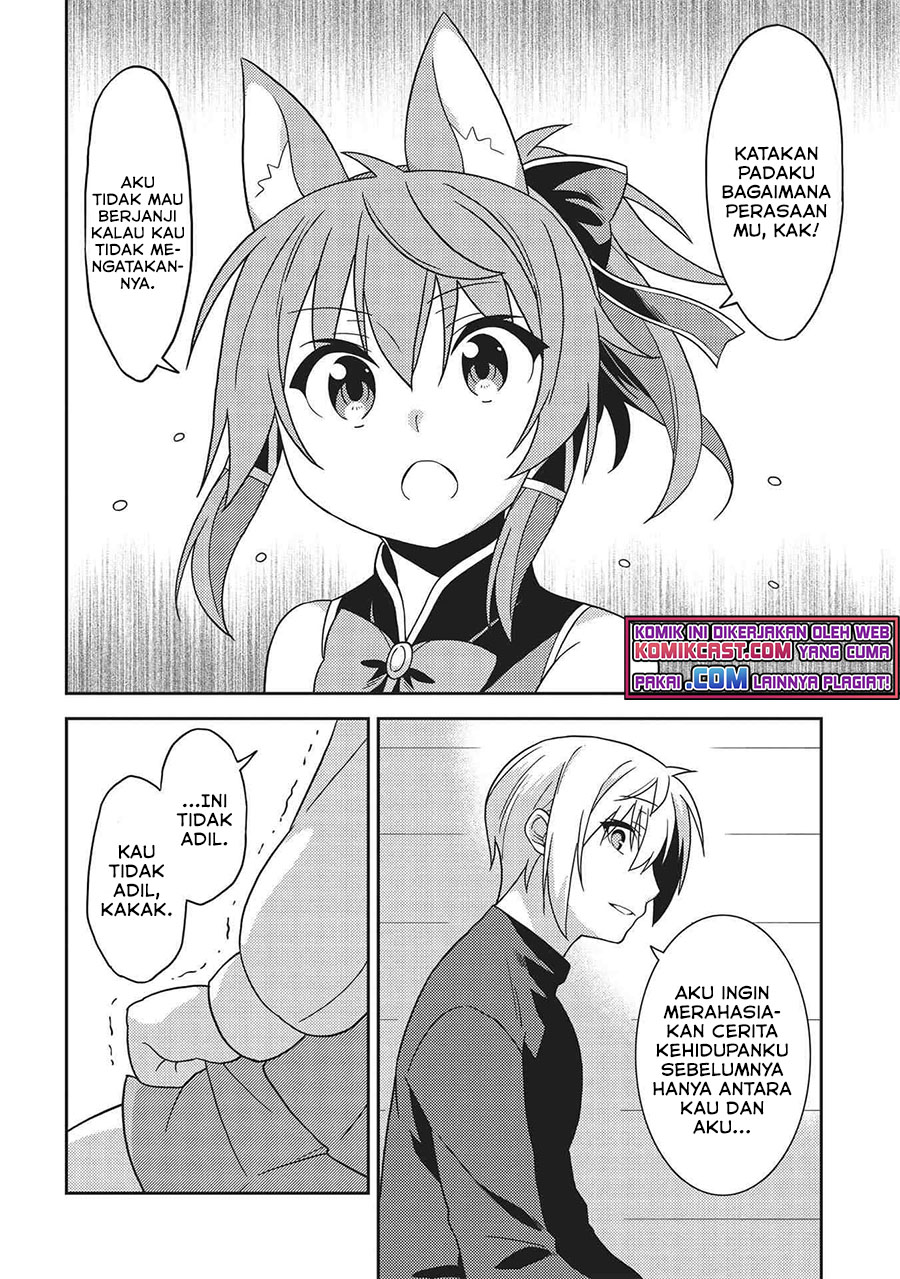 KATAKAN
PADAKU
BAGAIMANA
PERASAAN
MU, KAK!
AKU
TIDAK MAU
BERJANJI
KALAU KAU
TIDAK ME-
NGATAKAN-
NYA.
KOMIK INI DIKERJAKAN OLEH WEB
KOMIKCAST.COM YANG CUMA
PAKAI .COM LAINNYA PLAGIAT!
AKU INGIN
MERAHASIA-
KAN CERITA
KEHIDUPANKU
SEBELUMNYA
HANYA ANTARA
KAU DAN
AKU...
...INI
TIDAK
ADIL.
KAU
TIDAK
ADIL,
KAKAK.